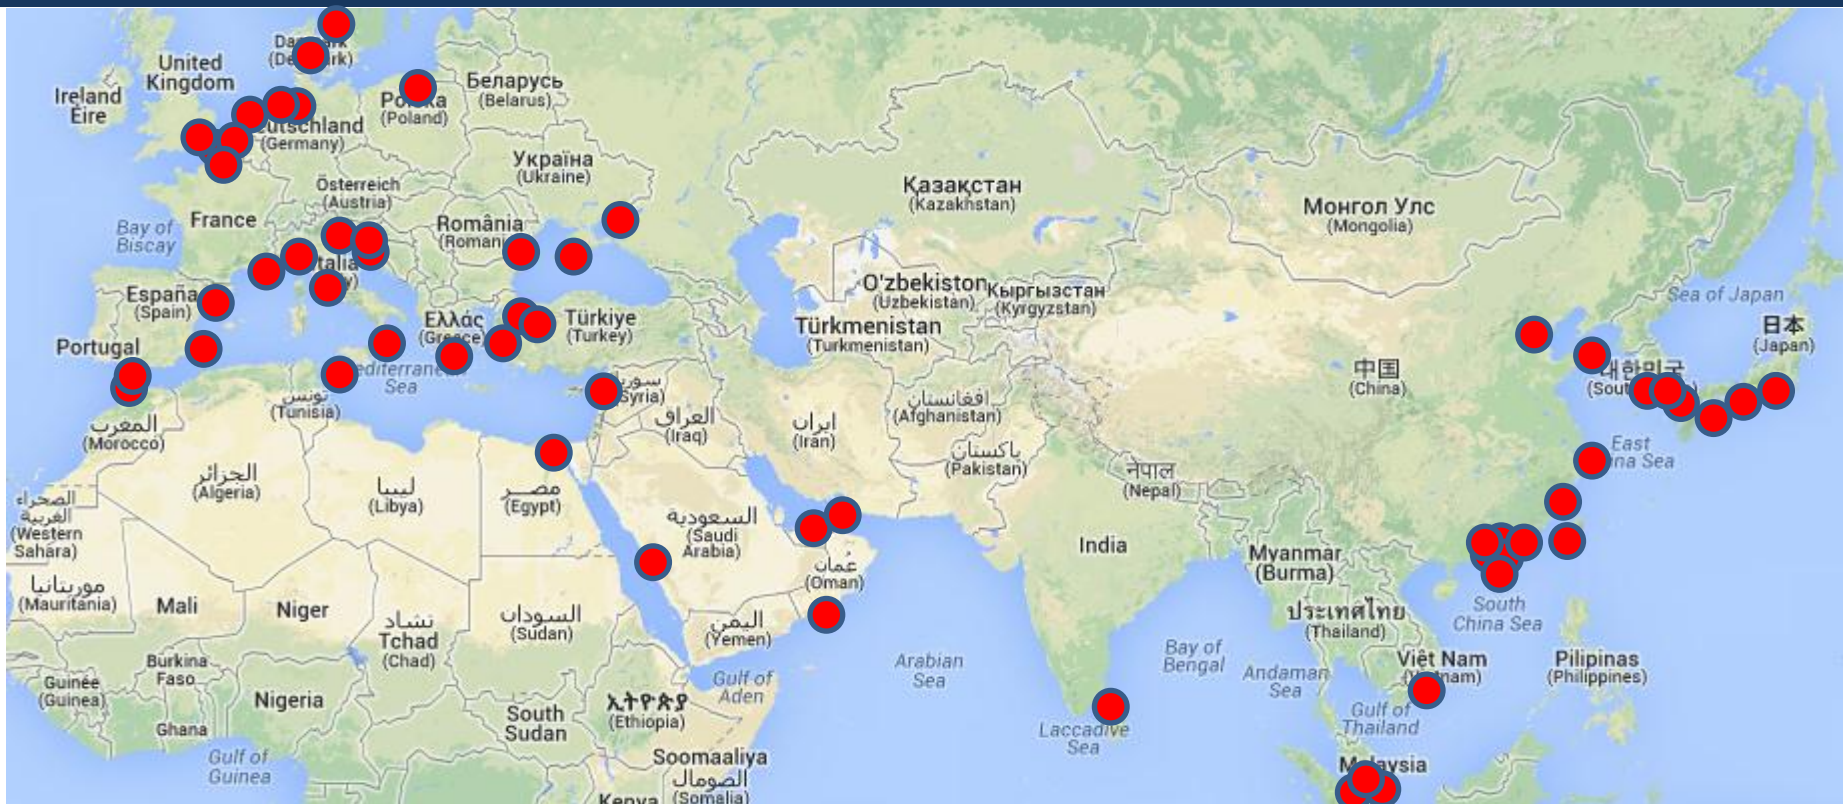 United
Kingdom
Ireland
Éire
(Germany)
(Poland)
Беларусь
(Belarus)
Україна
(Ukraine)
Österreich
(Austria)
France
Bay of
Biscay
România
España
(Spain)
Portugal
Ελλάς
Türkiye
(Turkey)
Sea
تونس
(Tunisia)
المغرب
(Morocco)
الجزائر
(Algeria)
ليبيا
(Libya)
مصر
(Egypt)
الصحراء
الغربية
(Western
Sahara)
موريتانيا
(Mauritania)
Mali
Niger
تشاد
Tchad
(Chad)
السودان
(Sudan)
Burkina
Faso
Guinée
(Guinea)
Ghana
Nigeria
Gulf of
Guinea
South
Sudan
ኢትዮጵያ
(Ethiopia)
Soomaaliya
الصومال
(Somalia)
Kenya
Gulf of
Aden
اليمن
(Yemen)
عمان
(Oman)
السعودية
(Saudi
Arabia)
العراق
(Iraq)
ایران
(Iran)
Қазақстан
(Kazakhstan)
O'zbekiston
(Uzbekistan)
Кыргызстан
(Kyrgyzstan)
Türkmenistan
(Turkmenistan)
افغانستان
(Afghanistan)
پاکستان
(Pakistan)
नेपाल
(Nepal)
India
Arabian
Sea
Laccadive
Sea
Bay of
Bengal
Andaman
Sea
Myanmar
(Burma)
ประเทศไทย
(Thailand)
Việt Nam
Gulf of
Thailand
Malaysia
Pilipinas
(Philippines)
South
China Sea
East
Монгол Улс
(Mongolia)
中国
(China)
대한민국
Sea of Japan
日本
(Japan)